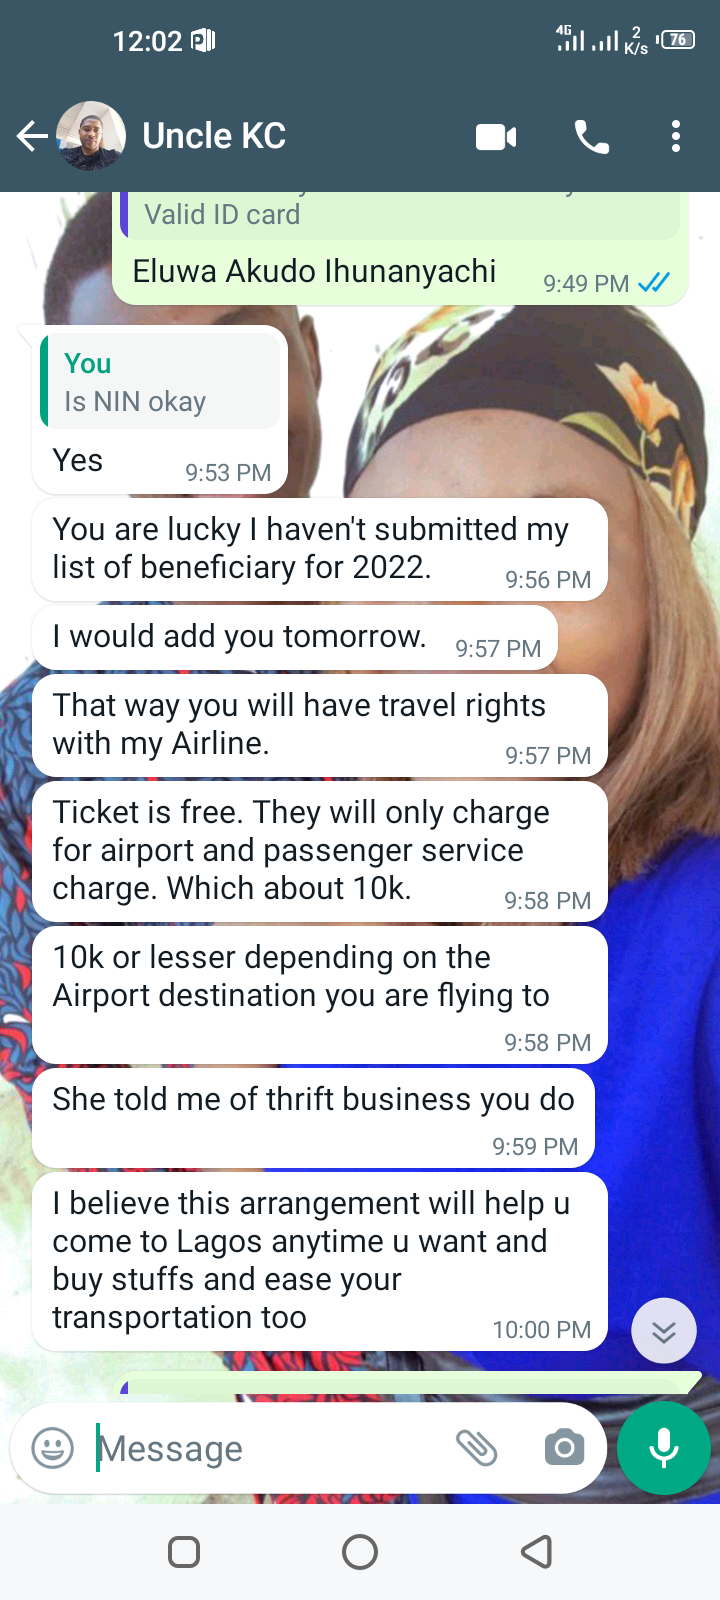 12:02
4G
2
K/s
76
Uncle KC
Valid ID card
Eluwa Akudo Ihunanyachi
9:49 PM
You
Is NIN okay
Yes
9:53 PM
You are lucky I haven't submitted my
list of beneficiary for 2022.
9:56 PM
I would add you tomorrow.
9:57 PM
That way you will have travel rights
with my Airline.
9:57 PM
Ticket is free. They will only charge
for airport and passenger service
charge. Which about 10k.
9:58 PM
10k or lesser depending on the
Airport destination you are flying to
9:58 PM
She told me of thrift business you do
9:59 PM
I believe this arrangement will help u
come to Lagos anytime u want and
buy stuffs and ease your
transportation too
10:00 PM
Message